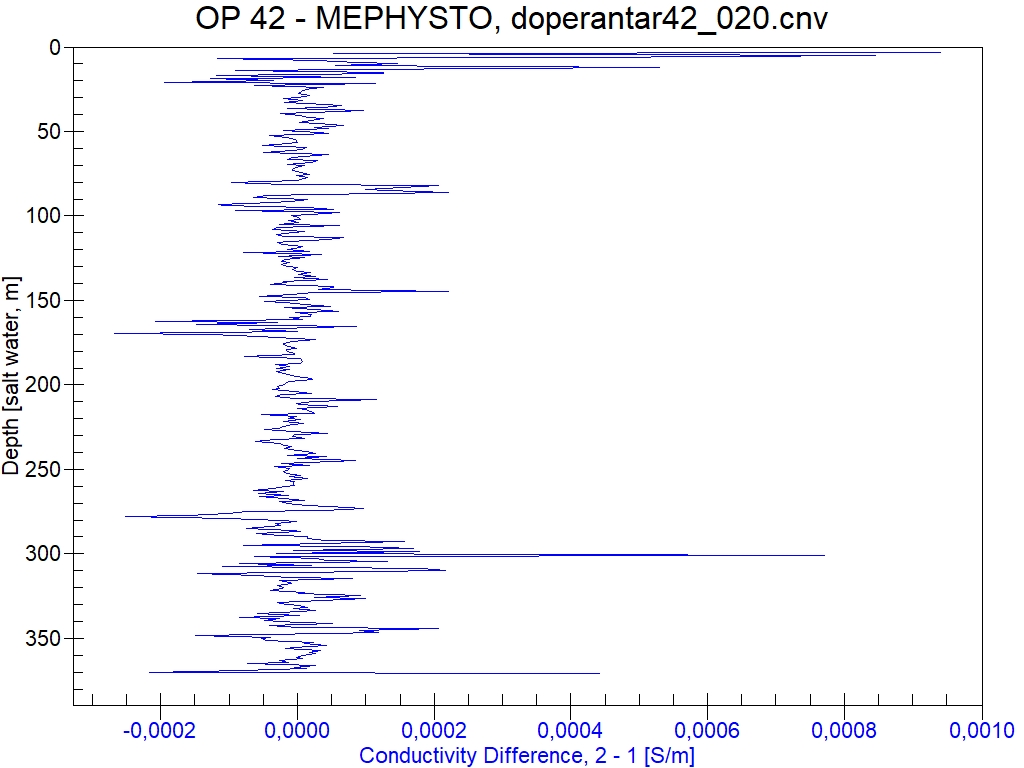 OP 42 - MEPHYSTO, doperantar42_020.cnv
0
50
100
150
200
250
300
350
Depth [salt water, m]
-0,0002 0,0000 0,0002 0,0004 0,0006 0,0008 0,0010
Conductivity Difference, 2 - 1 [S/m]